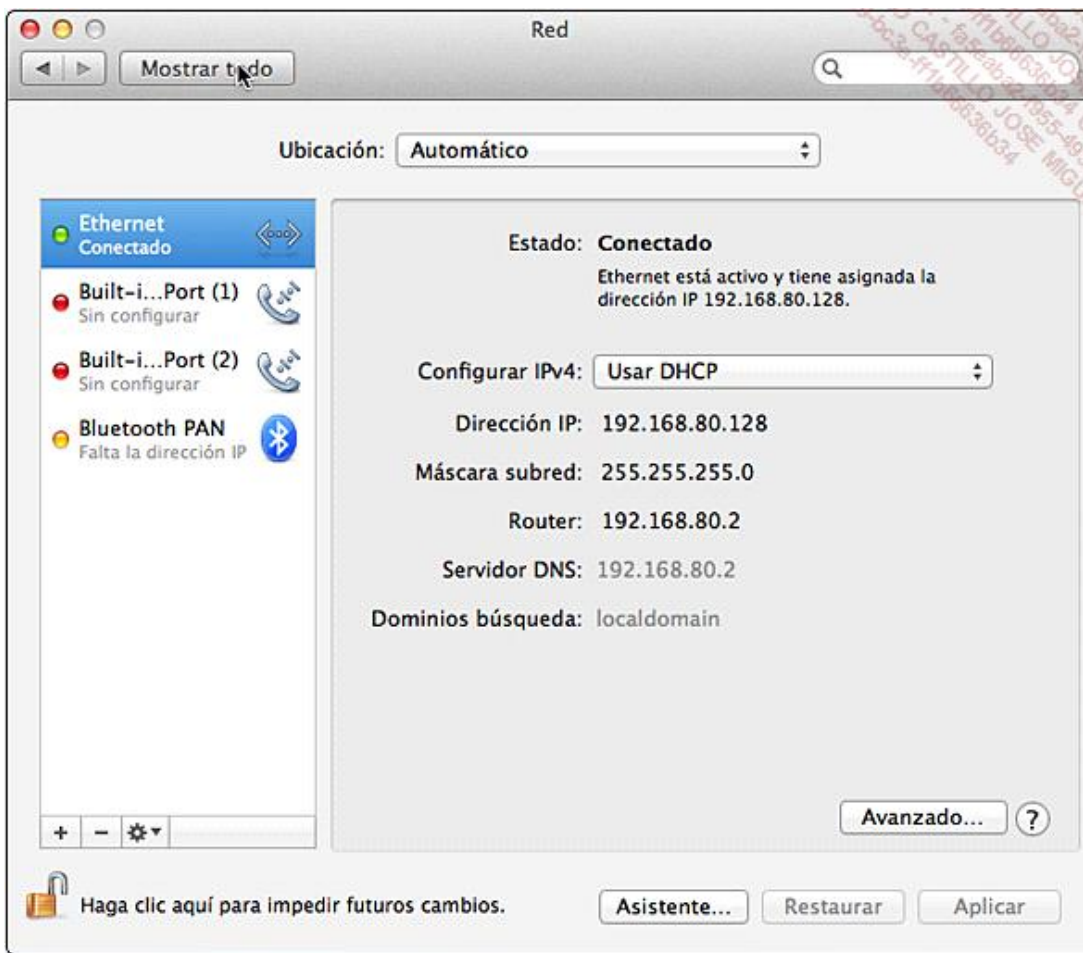 Red
Mostrar todo
Ubicación: Automático
Ethernet
Conectado
Built-i...Port (1)
Sin configurar
Built-i...Port (2)
Sin configurar
Bluetooth PAN
Falta la dirección IP
Estado: Conectado
Ethernet está activo y tiene asignada la
dirección IP 192.168.80.128.
Configurar IPv4: Usar DHCP
Dirección IP: 192.168.80.128
Máscara subred: 255.255.255.0
Router: 192.168.80.2
Servidor DNS: 192.168.80.2
Dominios búsqueda: localdomain
Avanzado... ?
+ −
Haga clic aquí para impedir futuros cambios.
Asistente... Restaurar Aplicar
CASTILLO JOSE